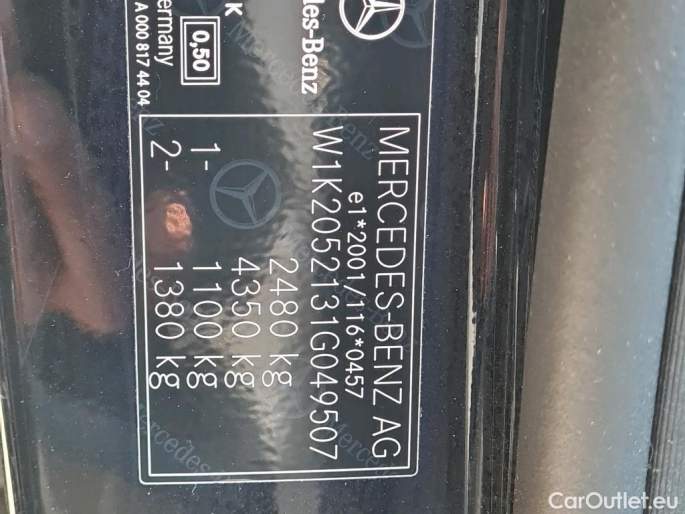 Mercedes-Benz
K
Germany
0,50
A 000 817 44 04
MERCEDES-BENZ AG
e1*2001/116*0457
W1K2052131G049507
2480 kg
4350 kg
1- 1100 kg
2- 1380 kg
CarOutlet.eu